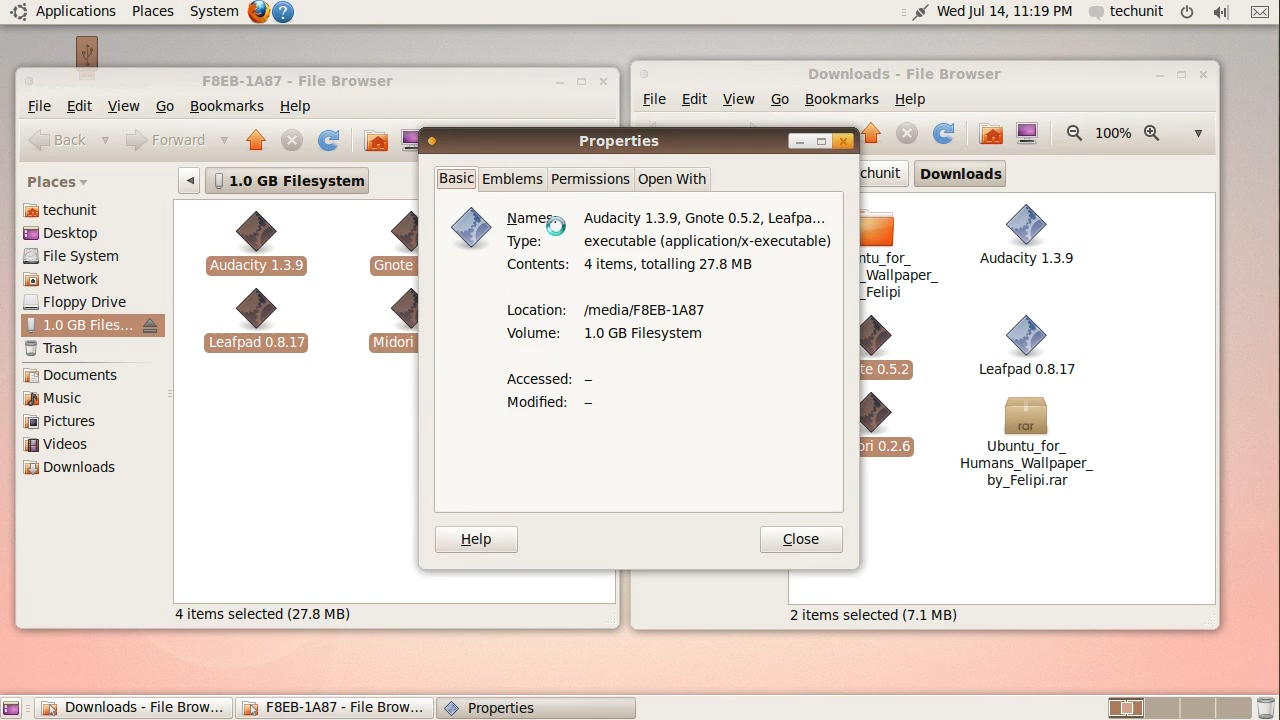 Applications Places System
Wed Jul 14, 11:19 PM techunit
F8EB-1A87 - File Browser
File Edit View Go Bookmarks Help
Back Forward
Places
1.0 GB Filesystem
techunit
Desktop
File System
Network
Floppy Drive
1.0 GB Files...
Trash
Documents
Music
Pictures
Videos
Downloads
Audacity 1.3.9
Gnote
Leafpad 0.8.17
Midori
4 items selected (27.8 MB)
Properties
Basic Emblems Permissions Open With
Names: Audacity 1.3.9, Gnote 0.5.2, Leafpa...
Type: executable (application/x-executable)
Contents: 4 items, totalling 27.8 MB
Location: /media/F8EB-1A87
Volume: 1.0 GB Filesystem
Accessed: –
Modified: –
Help Close
Downloads - File Browser
File Edit View Go Bookmarks Help
100%
chunit Downloads
ntu_for_
Wallpaper_
Felipi
Audacity 1.3.9
te 0.5.2
Leafpad 0.8.17
ori 0.2.6
rar
Ubuntu_for_
Humans_Wallpaper_
by_Felipi.rar
2 items selected (7.1 MB)
Downloads - File Brow...
F8EB-1A87 - File Brow...
Properties